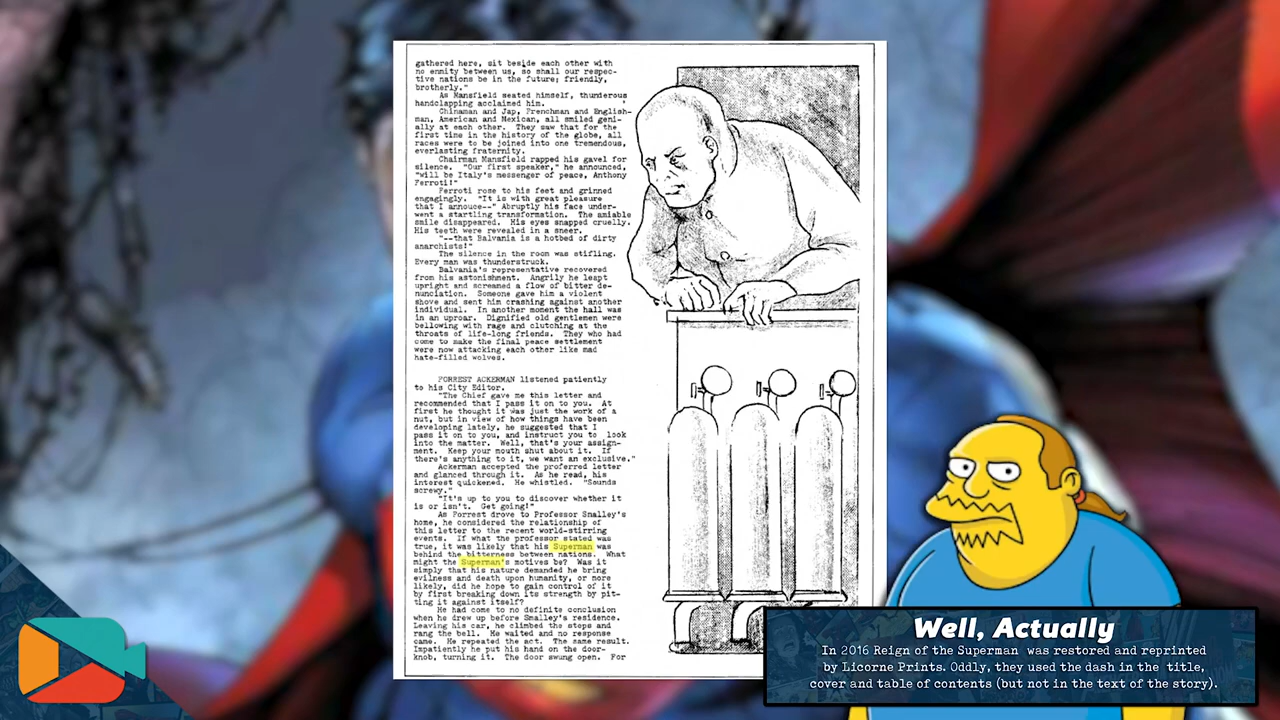 gathered here, sit beside each other with
no enmity between us, so shall our respec-
tive nations be in the future; friendly,
brotherly."
As Mansfield seated himself, thunderous
handclapping acclaimed him.
Chinaman and Jap, Frenchman and English-
man, American and Mexican, all smiled geni-
ally at each other. They saw that for the
first time in the history of the globe, all
races were to be joined into one tremendous,
everlasting fraternity.
Chairman Mansfield rapped his gavel for
silence. "Our first speaker," he announced,
"will be Italy's messenger of peace, Anthony
Ferroti!"
Ferroti rose to his feet and grinned
engagingly. "It is with great pleasure
that I annouce--" Abruptly his face under-
went a startling transformation. The amiable
smile disappeared. His eyes snapped cruelly.
His teeth were revealed in a sneer.
"--that Balvania is a hotbed of dirty
anarchists!"
The silence in the room was stifling.
Every man was thunderstruck.
Balvania's representative recovered
from his astonishment. Angrily he leapt
upright and screamed a flow of bitter de-
nunciation. Someone gave him a violent
shove and sent him crashing against another
individual. In another moment the hall was
in an uproar. Dignified old gentlemen were
bellowing with rage and clutching at the
throats of life-long friends. They who had
come to make the final peace settlement
were now attacking each other like mad
hate-filled wolves.
FORREST ACKERMAN listened patiently
to his City Editor.
"The Chief gave me this letter and
recommended that I pass it on to you. At
first he thought it was just the work of a
nut, but in view of how things have been
developing lately, he suggested that I
pass it on to you, and instruct you to look
into the matter. Well, that's your assign-
ment. Keep your mouth shut about it. If
there's anything to it, we want an exclusive."
Ackerman accepted the proferred letter
and glanced through it. As he read, his
interest quickened. He whistled. "Sounds
screwy."
"It's up to you to discover whether it
is or isn't. Get going!"
As Forrest drove to Professor Smalley's
home, he considered the relationship of
this letter to the recent world-stirring
events. If what the professor stated was
true, it was likely that his Superman was
behind the bitterness between nations. What
might the Superman's motives be? Was it
simply that his nature demanded he bring
evilness and death upon humanity, or more
likely, did he hope to gain control of it
by first breaking down its strength by pit-
ting it against itself?
He had come to no definite conclusion
when he drew up before Smalley's residence.
Leaving his car, he climbed the steps and
rang the bell. He waited and no response
came. He repeated the act. The same result.
Impatiently he put his hand on the door-
knob, turning it. The door swung open. For
Well, Actually
In 2016 Reign of the Superman was restored and reprinted
by Licorne Prints. Oddly, they used the dash in the title,
cover and table of contents (but not in the text of the story).